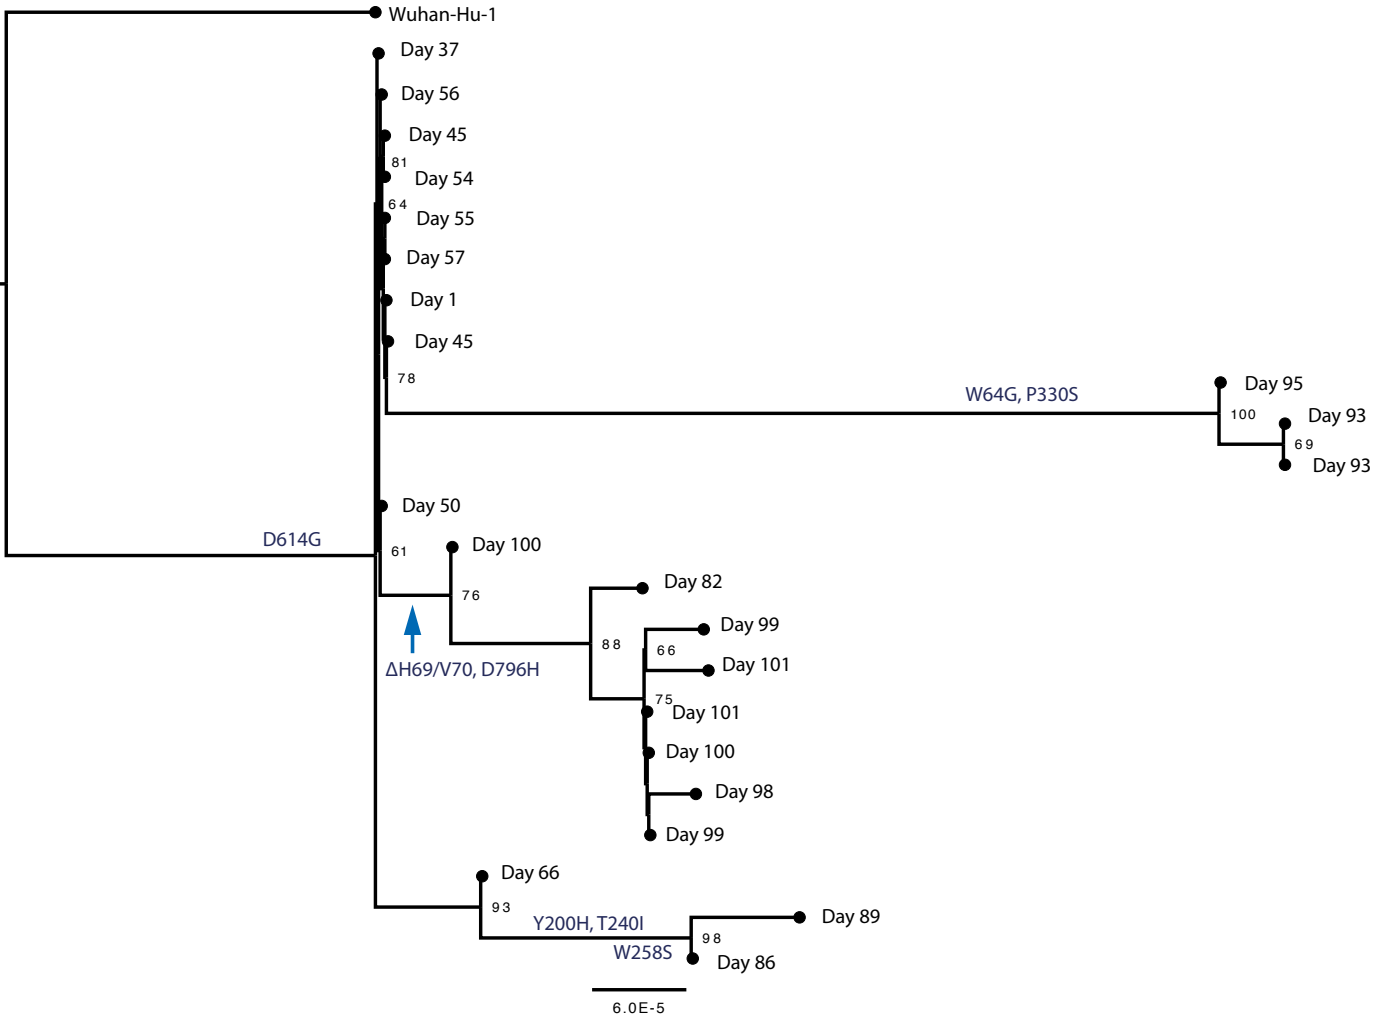 Wuhan-Hu-1
Day 37
Day 56
Day 45
81
Day 54
64
Day 55
Day 57
Day 1
Day 45
78
W64G, P330S
Day 95
100
Day 93
69
Day 93
Day 50
D614G
61
Day 100
76
Day 82
Day 99
88
66
Day 101
ΔH69/V70, D796H
75
Day 101
Day 100
Day 98
Day 99
Day 66
93
Y200H, T240I
Day 89
98
W258S
Day 86
6.0E-5